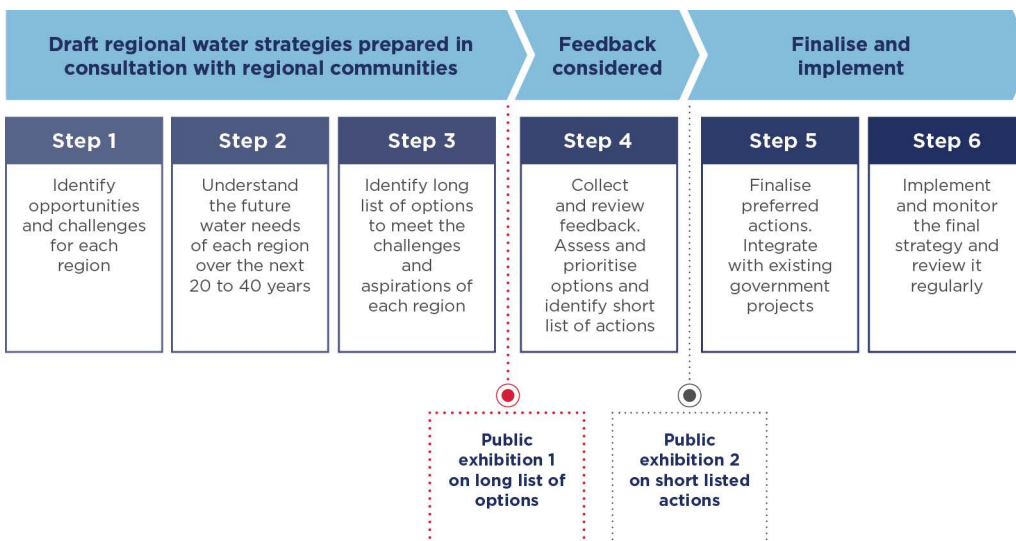 Draft regional water strategies prepared in
consultation with regional communities
Feedback
considered
Finalise and
implement
Step 1
Identify
opportunities
and challenges
for each
region
Step 2
Understand
the future
water needs
of each region
over the next
20 to 40 years
Step 3
Identify long
list of options
to meet the
challenges
and
aspirations of
each region
Step 4
Collect
and review
feedback.
Assess and
prioritise
options and
identify short
list of actions
Step 5
Finalise
preferred
actions.
Integrate
with existing
government
projects
Step 6
Implement
and monitor
the final
strategy and
review it
regularly
Public
exhibition 1
on long list of
options
Public
exhibition 2
on short listed
actions